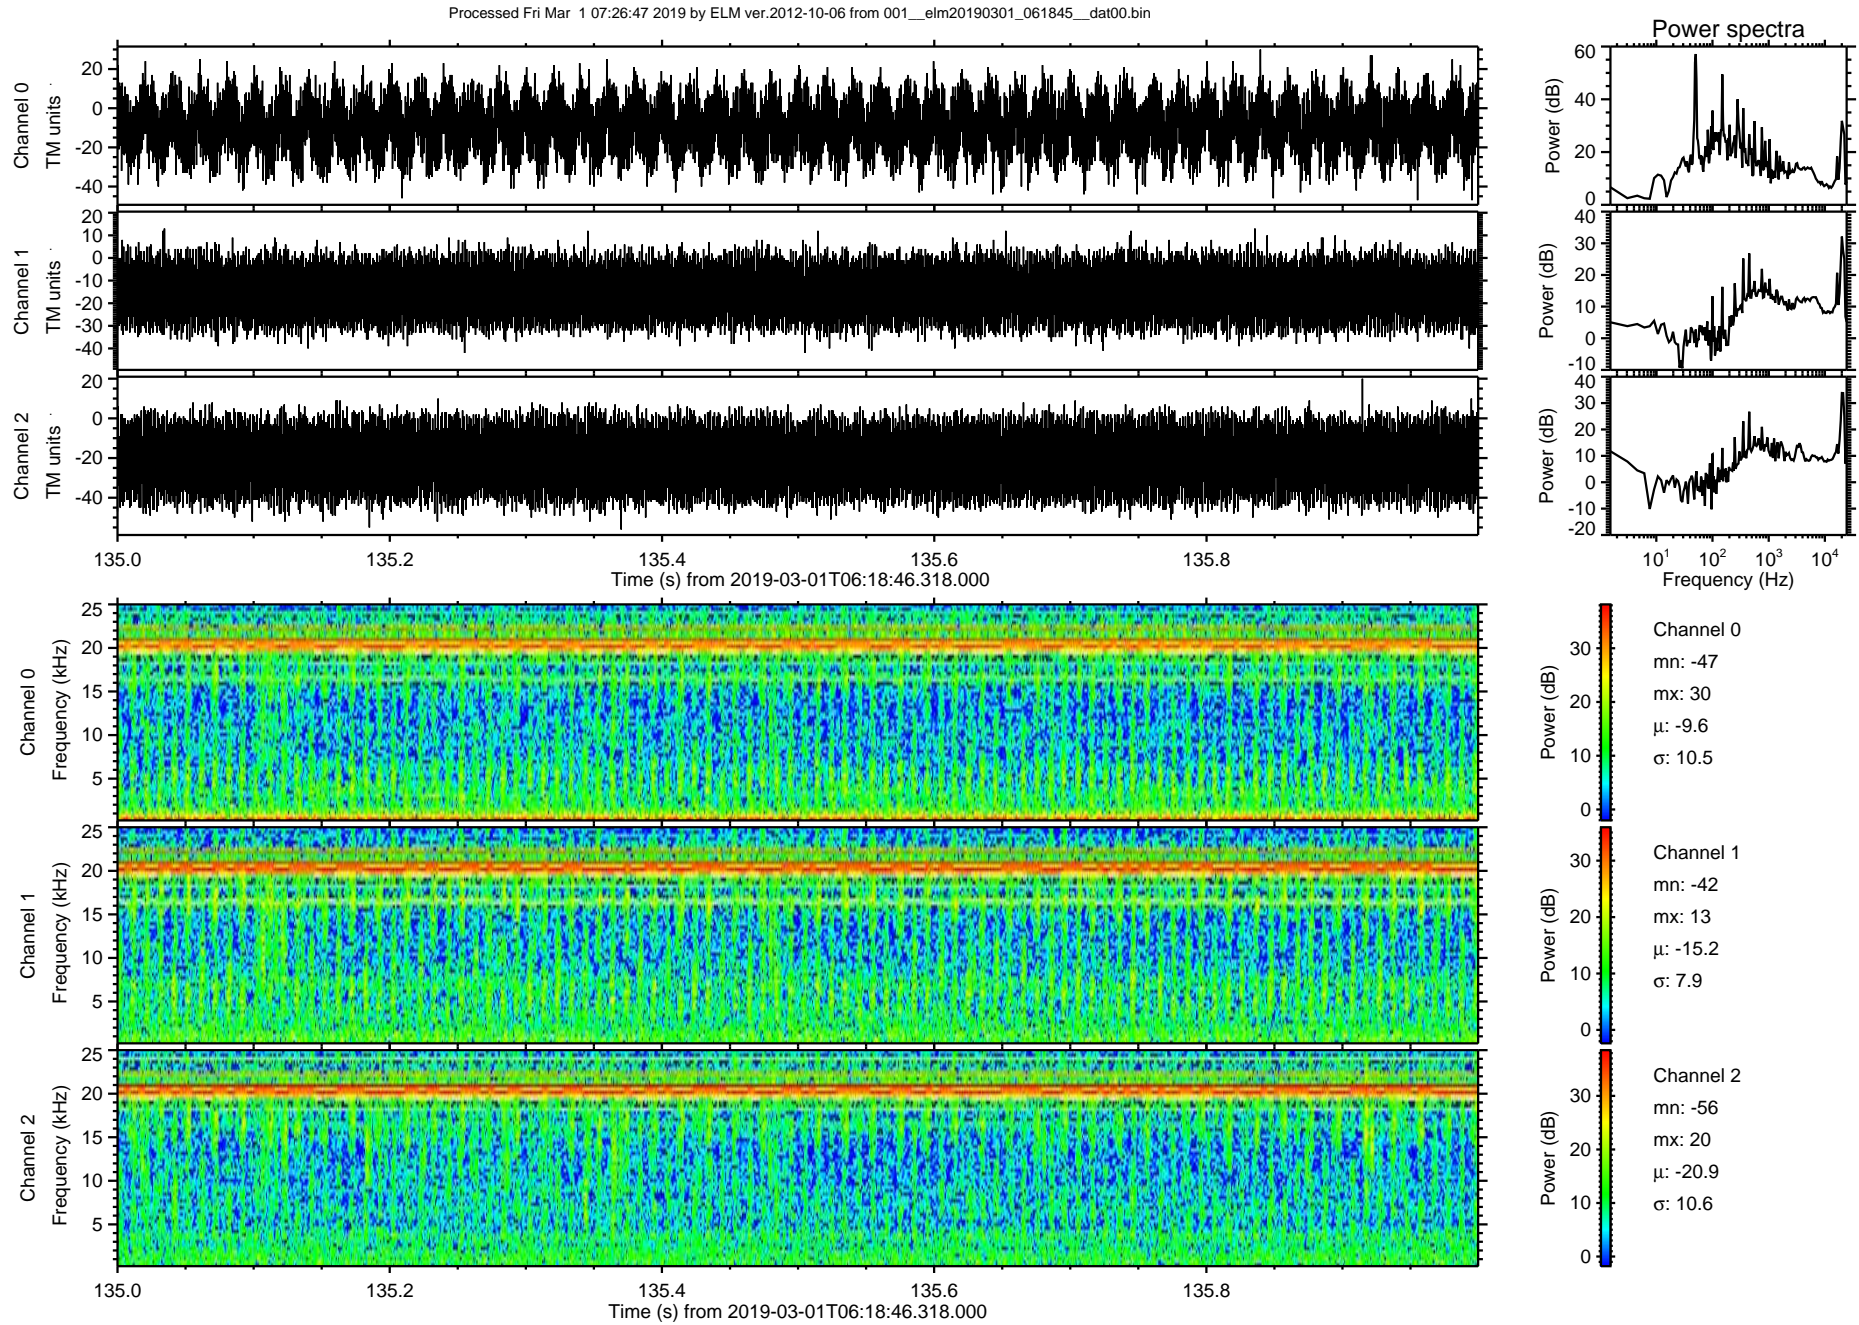 Processed Fri Mar  1 07:26:47 2019 by ELM ver.2012-10-06 from 001__elm20190301_061845__dat00.bin
Power spectra
Channel 0
TM units
20
0
-20
-40
Power (dB)
60
40
20
0
Channel 1
TM units
20
10
0
-10
-20
-30
-40
Power (dB)
40
30
20
10
0
-10
Channel 2
TM units
20
0
-20
-40
Power (dB)
40
30
20
10
0
-10
-20
135.0 135.2 135.4 135.6 135.8
Time (s) from 2019-03-01T06:18:46.318.000
10^1 10^2 10^3 10^4
Frequency (Hz)
Channel 0
Frequency (kHz)
25
20
15
10
5
Power (dB)
30
20
10
0
Channel 0
mn: -47
mx: 30
μ: -9.6
σ: 10.5
Channel 1
Frequency (kHz)
25
20
15
10
5
Power (dB)
30
20
10
0
Channel 1
mn: -42
mx: 13
μ: -15.2
σ: 7.9
Channel 2
Frequency (kHz)
25
20
15
10
5
Power (dB)
30
20
10
0
Channel 2
mn: -56
mx: 20
μ: -20.9
σ: 10.6
135.0 135.2 135.4 135.6 135.8
Time (s) from 2019-03-01T06:18:46.318.000